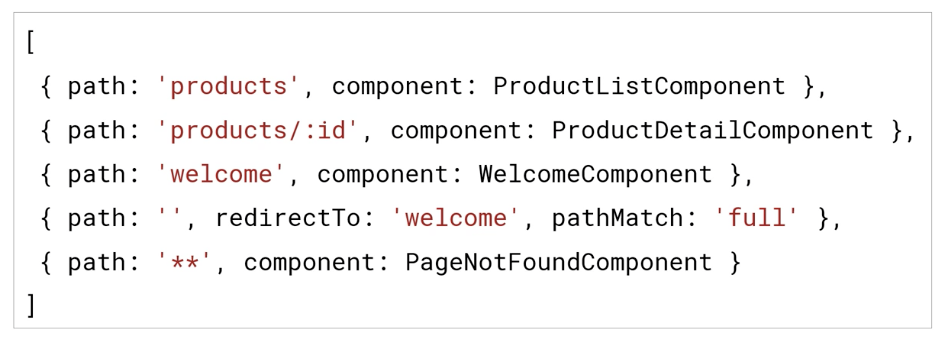 [
{ path: 'products', component: ProductListComponent },
{ path: 'products/:id', component: ProductDetailComponent },
{ path: 'welcome', component: WelcomeComponent },
{ path: '', redirectTo: 'welcome', pathMatch: 'full' },
{ path: '**', component: PageNotFoundComponent }
]